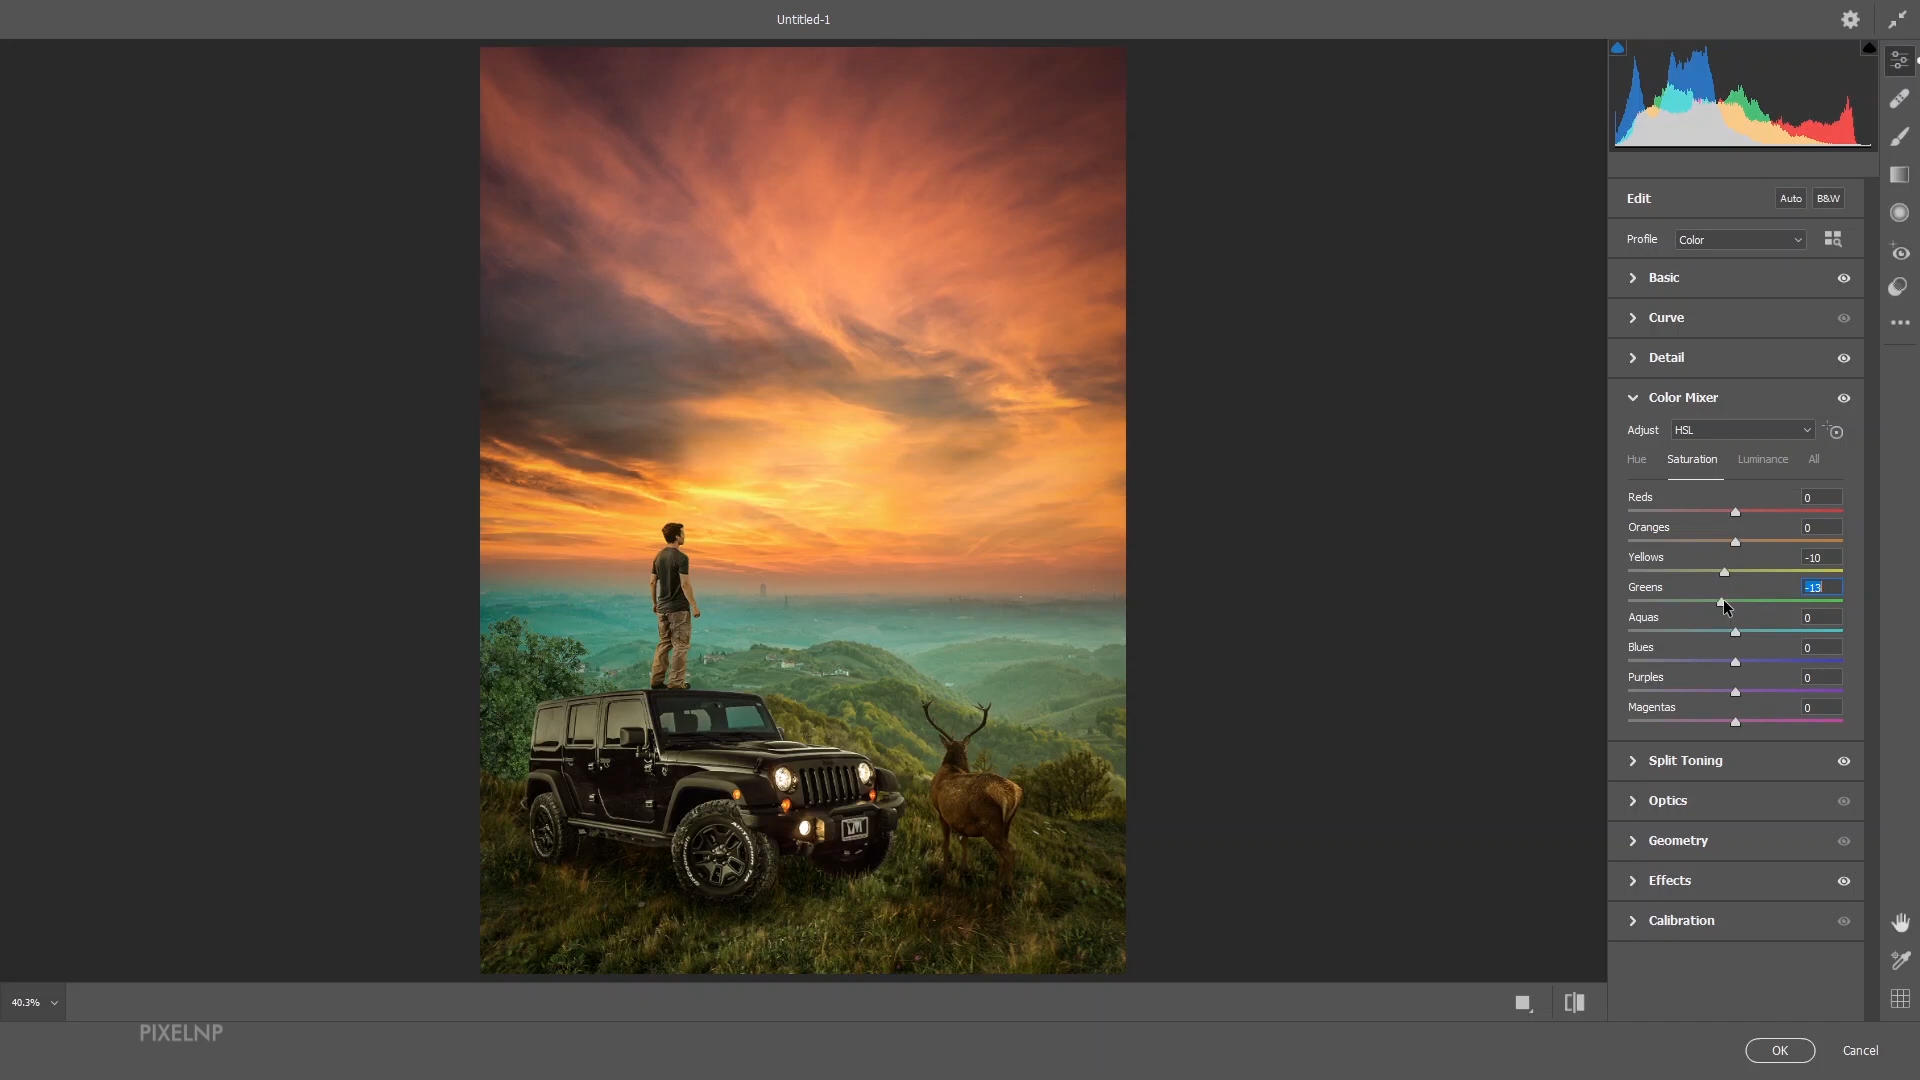 Untitled-1
Edit
Auto
B&W
Profile
Color
Basic
Curve
Detail
Color Mixer
Adjust
HSL
Hue
Saturation
Luminance
All
Reds
0
Oranges
0
Yellows
-10
Greens
-13
Aquas
0
Blues
0
Purples
0
Magentas
0
Split Toning
Optics
Geometry
Effects
Calibration
40.3%
PIXELNP
OK
Cancel